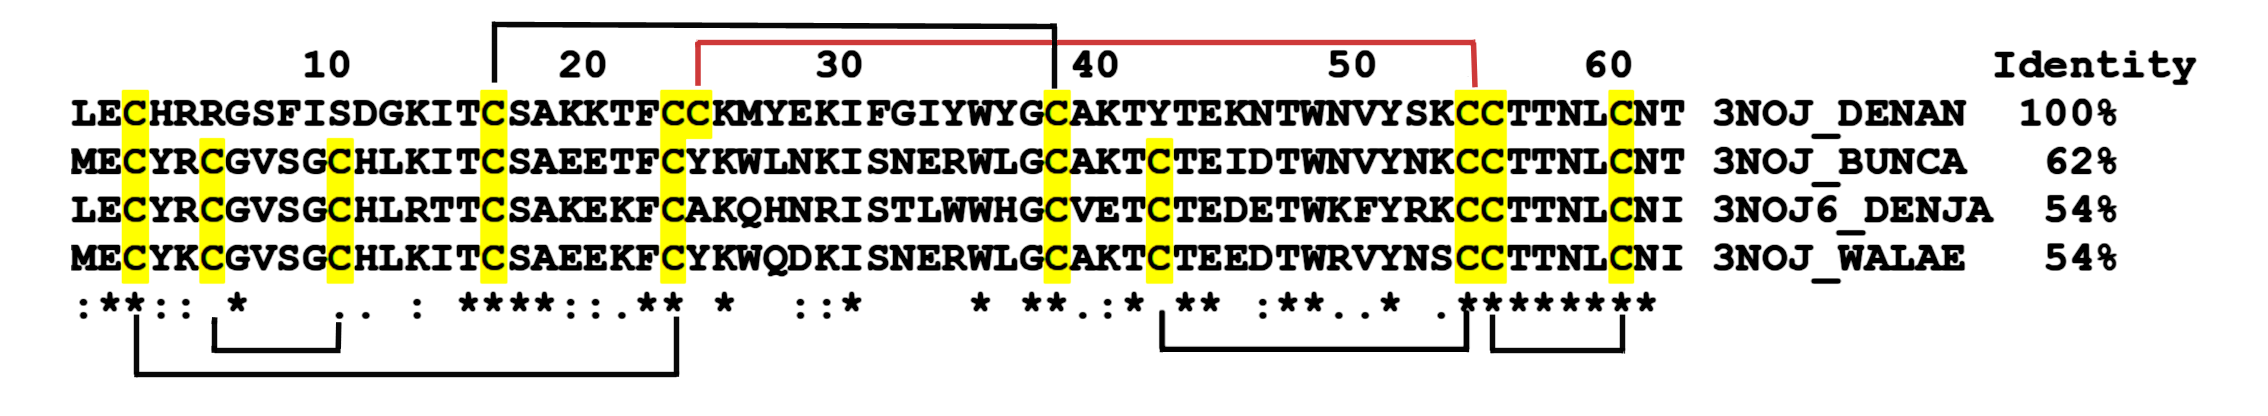 10 20 30 40 50 60 Identity
LECHRRGSFISDGKITCSAKKTFCCKMYEKIFGIYWYGCAKTYTEKNTWNVYSKCCTTNLCNT 3NOJ_DENAN 100%
MECYRCGVSGCHLKITCSAEETFCYKWLNKISNERWLGCAKTCTEIDTWNVYNKCCTTNLCNT 3NOJ_BUNCA 62%
LECYRCGVSGCHLRTTCSAKEKFCAKQHNRISTLWWHGCVETCTEDETWKFYRKCCTTNLCNI 3NOJ6_DENJA 54%
MECYKCGVSGCHLKITCSAEEKFCYKWQDKISNERWLGCAKTCTEEDTWRVYNSCCTTNLCNI 3NOJ_WALAE 54%
:**:: *    .. : ****::.** *  ::*    * **.:* ** :**..* .********